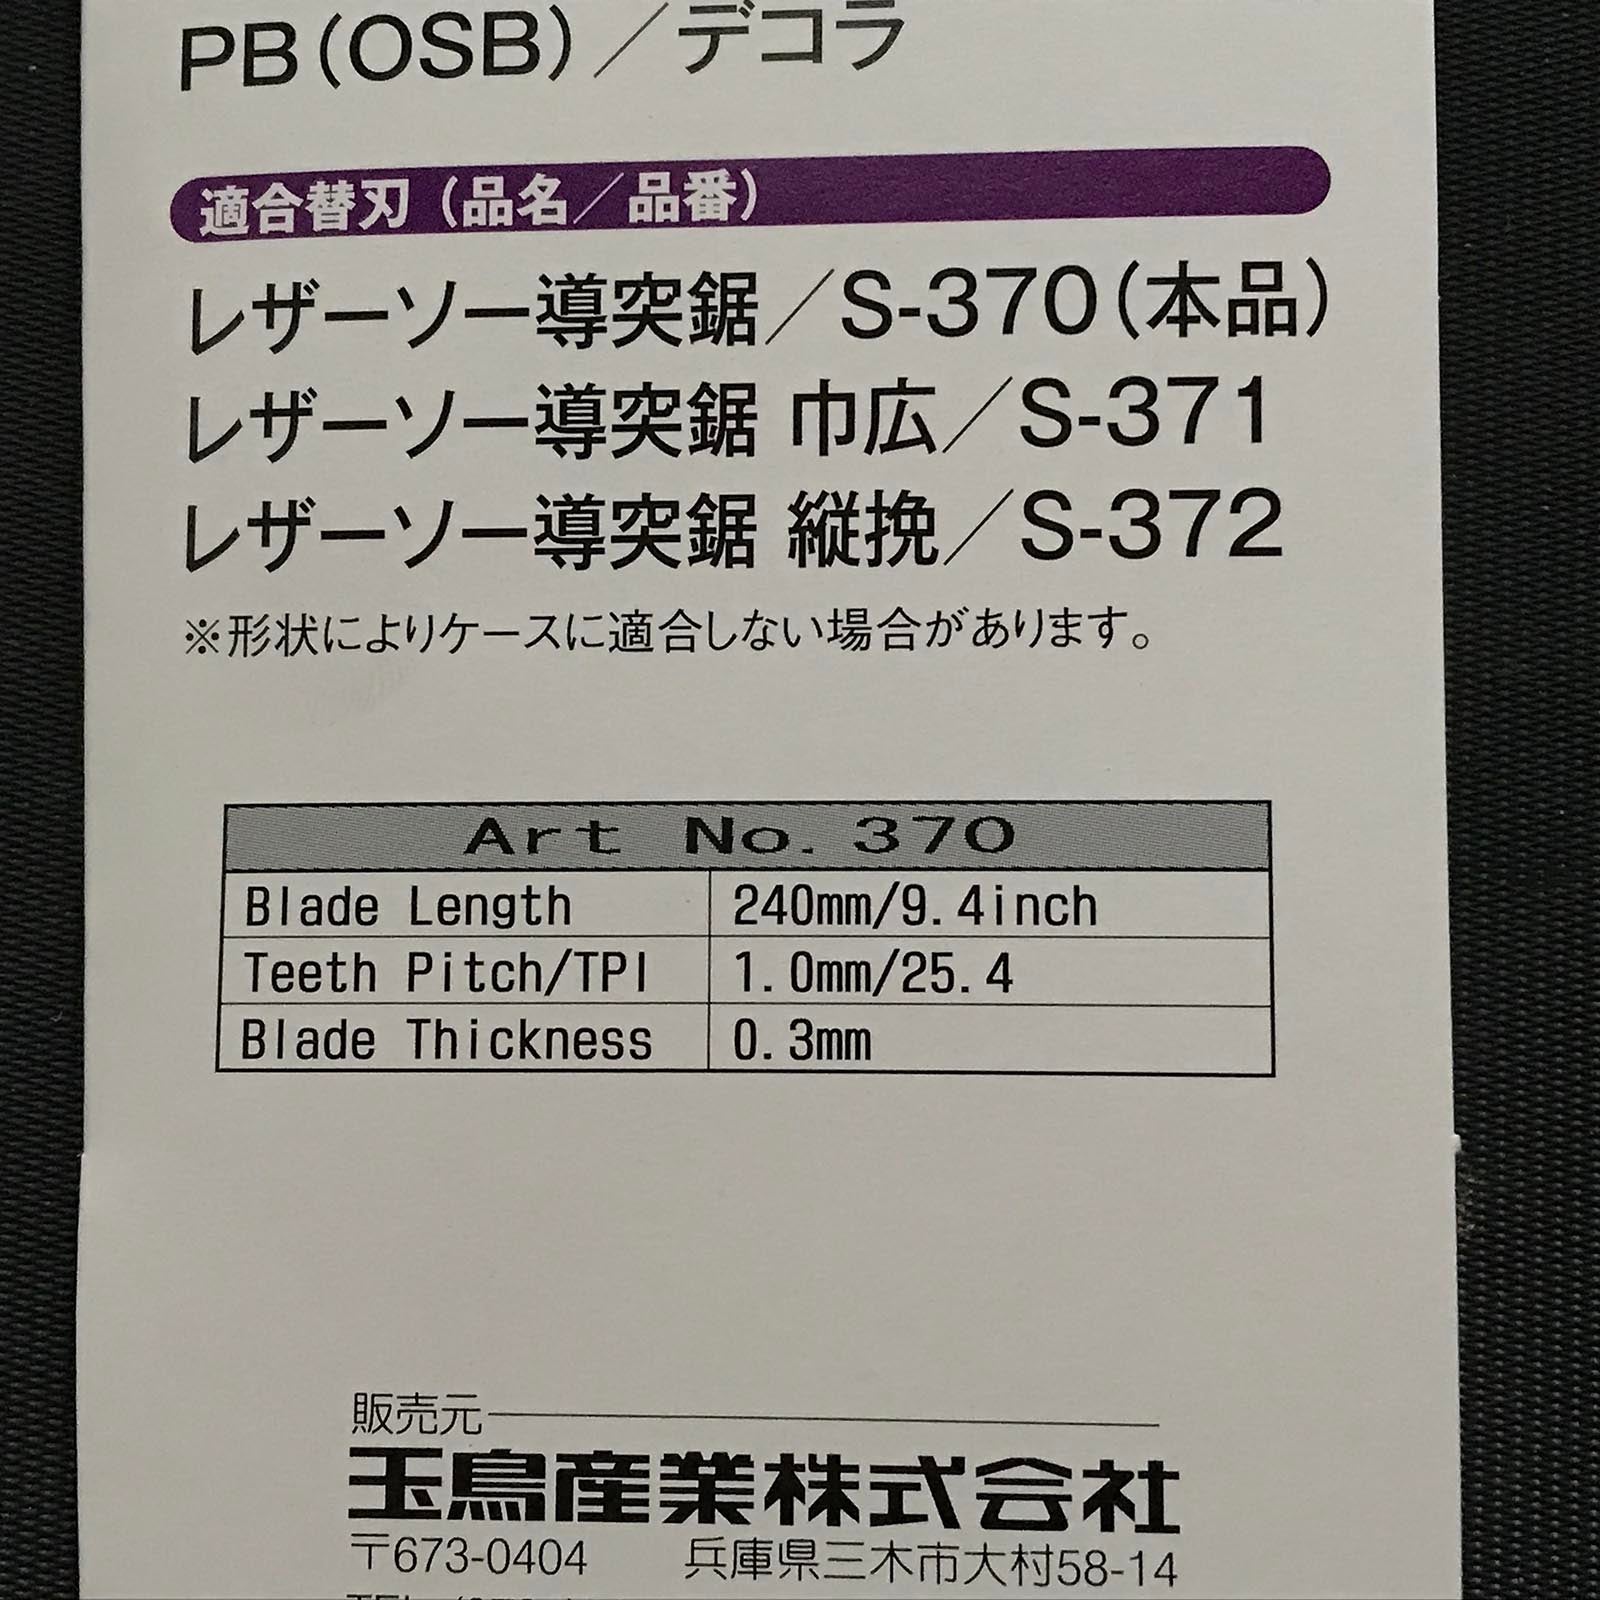 PB(OSB)／デコラ
適合替刃（品名／品番）
レザーソー導突鋸／S-370(本品)
レザーソー導突鋸 巾広／S-371
レザーソー導突鋸 縦挽／S-372
※形状によりケースに適合しない場合があります。
Art No.370
Blade Length 240mm/9.4inch
Teeth Pitch/TPI 1.0mm/25.4
Blade Thickness 0.3mm
販売元
玉鳥産業株式会社
〒673-0404 兵庫県三木市大村58-14